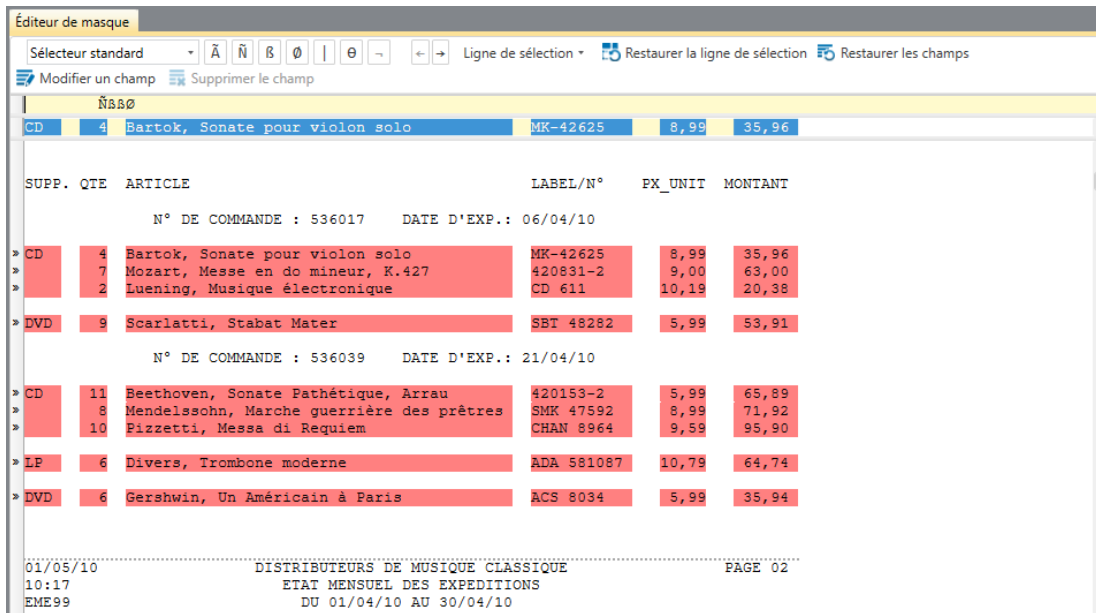 Éditeur de masque
Sélecteur standard Ã Ñ ß Ø | ө ¬ ← → Ligne de sélection Restaurer la ligne de sélection Restaurer les champs
Modifier un champ Supprimer le champ
ÑßßØ
CD 4 Bartok, Sonate pour violon solo MK-42625 8,99 35,96
SUPP. QTE ARTICLE LABEL/N° PX_UNIT MONTANT
N° DE COMMANDE : 536017 DATE D'EXP.: 06/04/10
» CD 4 Bartok, Sonate pour violon solo MK-42625 8,99 35,96
» 7 Mozart, Messe en do mineur, K.427 420831-2 9,00 63,00
» 2 Luening, Musique électronique CD 611 10,19 20,38
» DVD 9 Scarlatti, Stabat Mater SBT 48282 5,99 53,91
N° DE COMMANDE : 536039 DATE D'EXP.: 21/04/10
» CD 11 Beethoven, Sonate Pathétique, Arrau 420153-2 5,99 65,89
» 8 Mendelssohn, Marche guerrière des prêtres SMK 47592 8,99 71,92
» 10 Pizzetti, Messa di Requiem CHAN 8964 9,59 95,90
» LP 6 Divers, Trombone moderne ADA 581087 10,79 64,74
» DVD 6 Gershwin, Un Américain à Paris ACS 8034 5,99 35,94
01/05/10 DISTRIBUTEURS DE MUSIQUE CLASSIQUE PAGE 02
10:17 ETAT MENSUEL DES EXPEDITIONS
EME99 DU 01/04/10 AU 30/04/10